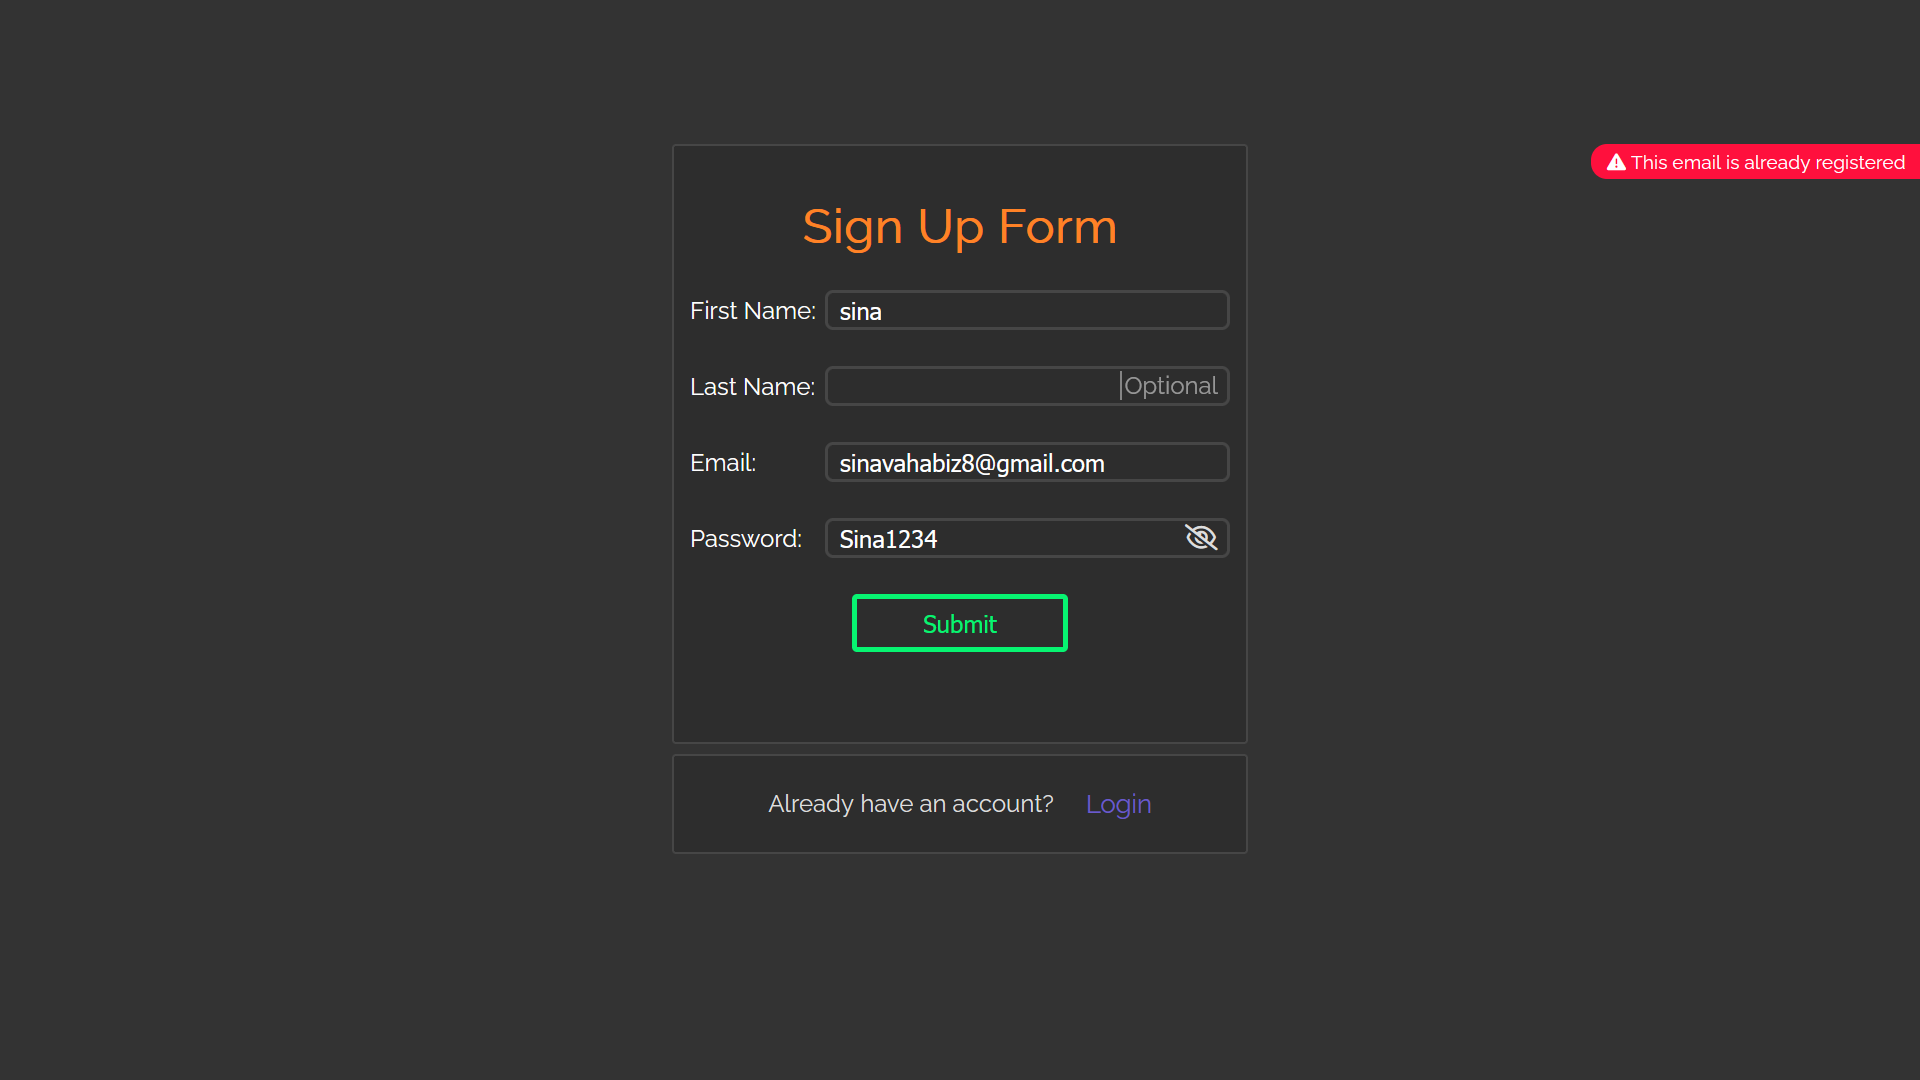 This email is already registered
Sign Up Form
First Name: sina
Last Name: |Optional
Email: sinavahabiz8@gmail.com
Password: Sina1234
Submit
Already have an account? Login